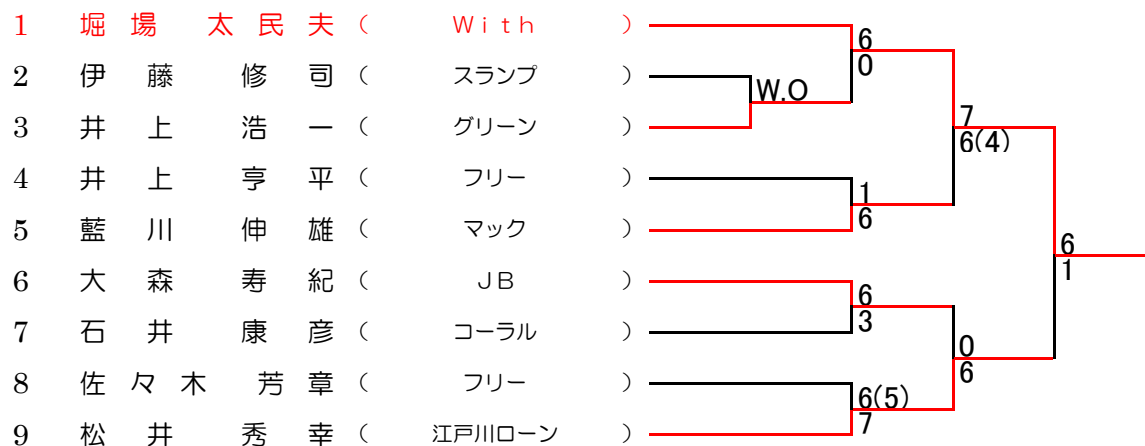 1 堀場 太民夫 ( Ｗｉｔｈ ) 6
2 伊藤 修司 ( スランプ ) 0
W.O
3 井上 浩一 ( グリーン ) 7
6(4)
4 井上 亨平 ( フリー ) 1
5 藍川 伸雄 ( マック ) 6
6
6 大森 寿紀 ( ＪＢ ) 6 1
7 石井 康彦 ( コーラル ) 3
0
8 佐々木 芳章 ( フリー ) 6(5) 6
9 松井 秀幸 ( 江戸川ローン ) 7